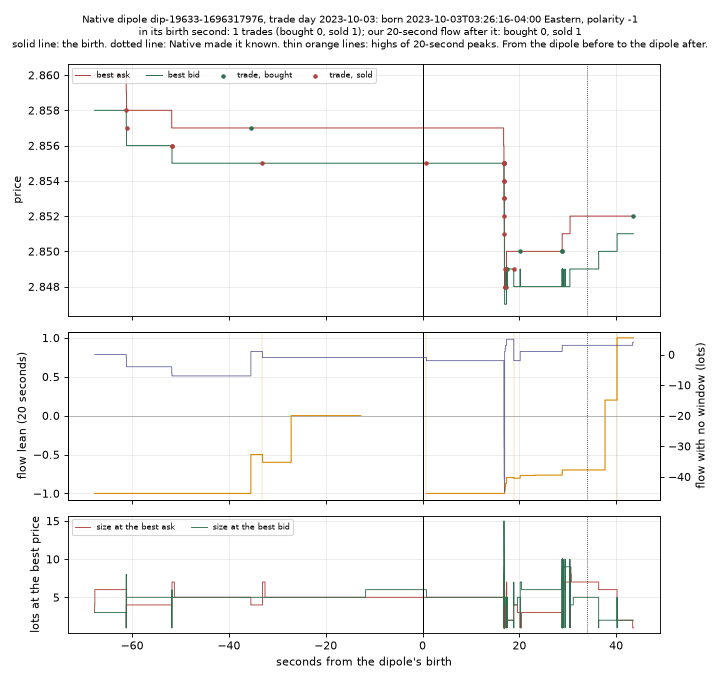 Native dipole dip-19633-1696317976, trade day 2023-10-03: born 2023-10-03T03:26:16-04:00 Eastern, polarity -1
in its birth second: 1 trades (bought 0, sold 1); our 20-second flow after it: bought 0, sold 1
solid line: the birth. dotted line: Native made it known. thin orange lines: highs of 20-second peaks. From the dipole before to the dipole after.
best ask
best bid
trade, bought
trade, sold
2.860
2.858
2.856
2.854
2.852
2.850
2.848
price
1.0
0.5
0.0
−0.5
−1.0
flow lean (20 seconds)
0
−10
−20
−30
−40
flow with no window (lots)
size at the best ask
size at the best bid
15
10
5
lots at the best price
−60
−40
−20
0
20
40
seconds from the dipole's birth